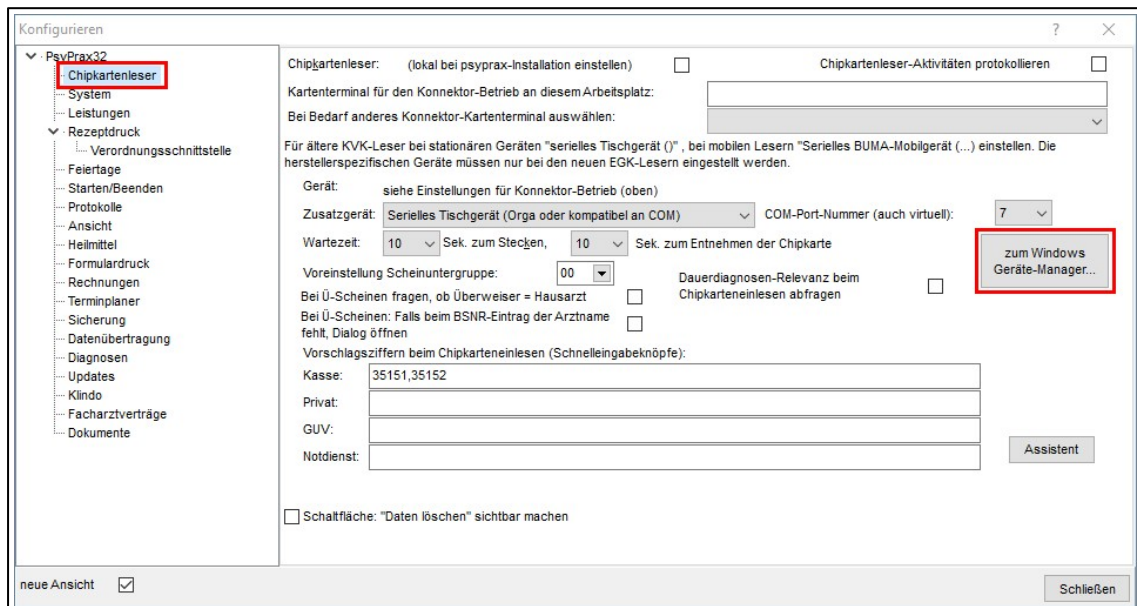 Konfigurieren
PsyPrax32
Chipkartenleser
System
Leistungen
Rezeptdruck
Verordnungsschnittstelle
Feiertage
Starten/Beenden
Protokolle
Ansicht
Heilmittel
Formulardruck
Rechnungen
Terminplaner
Sicherung
Datenübertragung
Diagnosen
Updates
Klindo
Facharztverträge
Dokumente
Chipkartenleser: (lokal bei psyprax-Installation einstellen) Chipkartenleser-Aktivitäten protokollieren
Kartenterminal für den Konnektor-Betrieb an diesem Arbeitsplatz:
Bei Bedarf anderes Konnektor-Kartenterminal auswählen:
Für ältere KVK-Leser bei stationären Geräten "serielles Tischgerät ()" , bei mobilen Lesern "Serielles BUMA-Mobilgerät (...) einstellen. Die
herstellerspezifischen Geräte müssen nur bei den neuen EGK-Lesern eingestellt werden.
Gerät: siehe Einstellungen für Konnektor-Betrieb (oben)
Zusatzgerät: Serielles Tischgerät (Orga oder kompatibel an COM) COM-Port-Nummer (auch virtuell): 7
Wartezeit: 10 Sek. zum Stecken, 10 Sek. zum Entnehmen der Chipkarte
zum Windows
Geräte-Manager...
Voreinstellung Scheinuntergruppe: 00
Dauerdiagnosen-Relevanz beim
Chipkarteneinlesen abfragen
Bei Ü-Scheinen fragen, ob Überweiser = Hausarzt
Bei Ü-Scheinen: Falls beim BSNR-Eintrag der Arztname
fehlt, Dialog öffnen
Vorschlagsziffern beim Chipkarteneinlesen (Schnelleingabeknöpfe):
Kasse: 35151,35152
Privat:
GUV:
Notdienst:
Assistent
Schaltfläche: "Daten löschen" sichtbar machen
neue Ansicht
Schließen